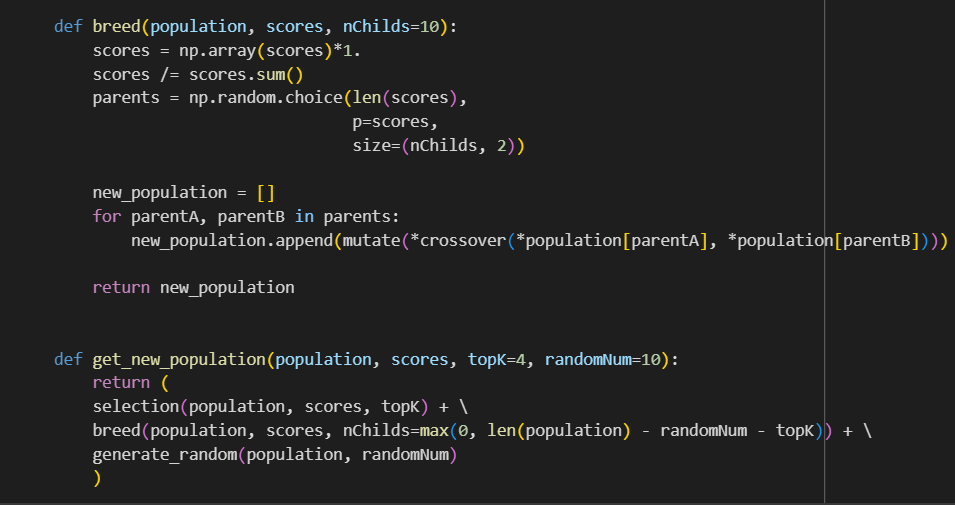 def breed(population, scores, nChilds=10):
    scores = np.array(scores)*1.
    scores /= scores.sum()
    parents = np.random.choice(len(scores),
                               p=scores,
                               size=(nChilds, 2))

    new_population = []
    for parentA, parentB in parents:
        new_population.append(mutate(*crossover(*population[parentA], *population[parentB])))

    return new_population


def get_new_population(population, scores, topK=4, randomNum=10):
    return (
    selection(population, scores, topK) + \
    breed(population, scores, nChilds=max(0, len(population) - randomNum - topK)) + \
    generate_random(population, randomNum)
    )